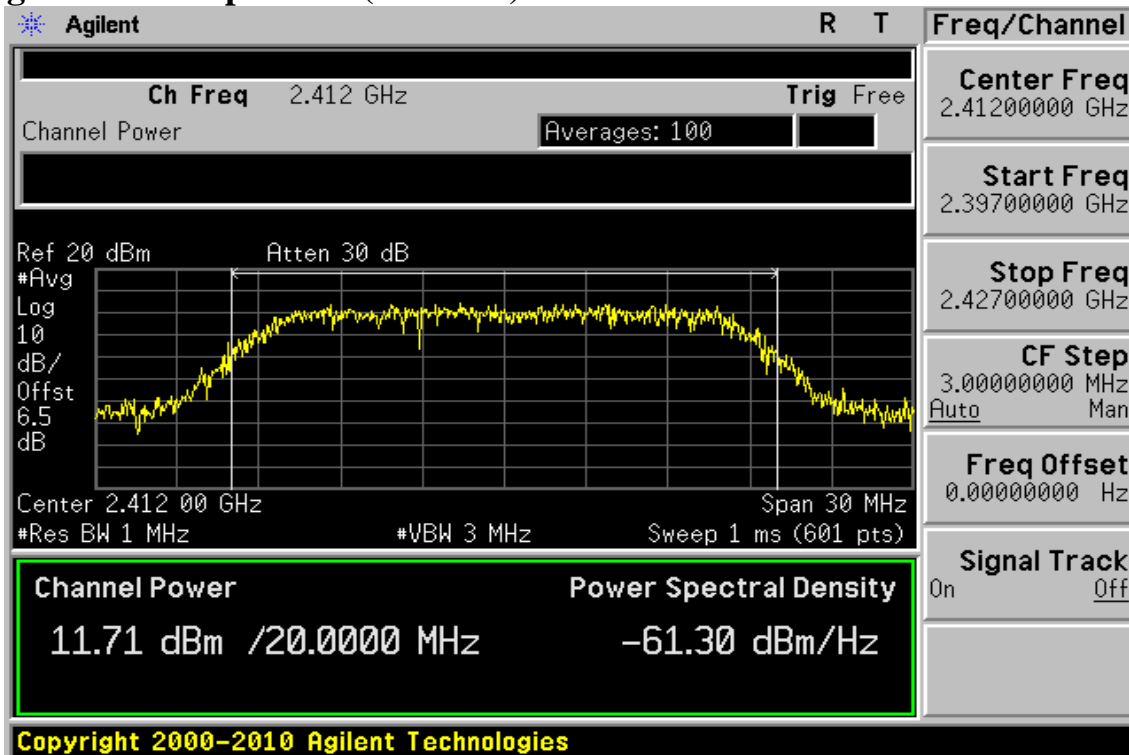 Agilent R T
Freq/Channel
Ch Freq 2.412 GHz Trig Free
Channel Power Averages: 100
Ref 20 dBm Atten 30 dB
#Avg
Log
10
dB/
Offst
6.5
dB
Center 2.412 00 GHz Span 30 MHz
#Res BW 1 MHz #VBW 3 MHz Sweep 1 ms (601 pts)
Channel Power Power Spectral Density
11.71 dBm /20.0000 MHz -61.30 dBm/Hz
Copyright 2000-2010 Agilent Technologies
Center Freq
2.41200000 GHz
Start Freq
2.39700000 GHz
Stop Freq
2.42700000 GHz
CF Step
3.00000000 MHz
Auto Man
Freq Offset
0.00000000 Hz
Signal Track
On Off